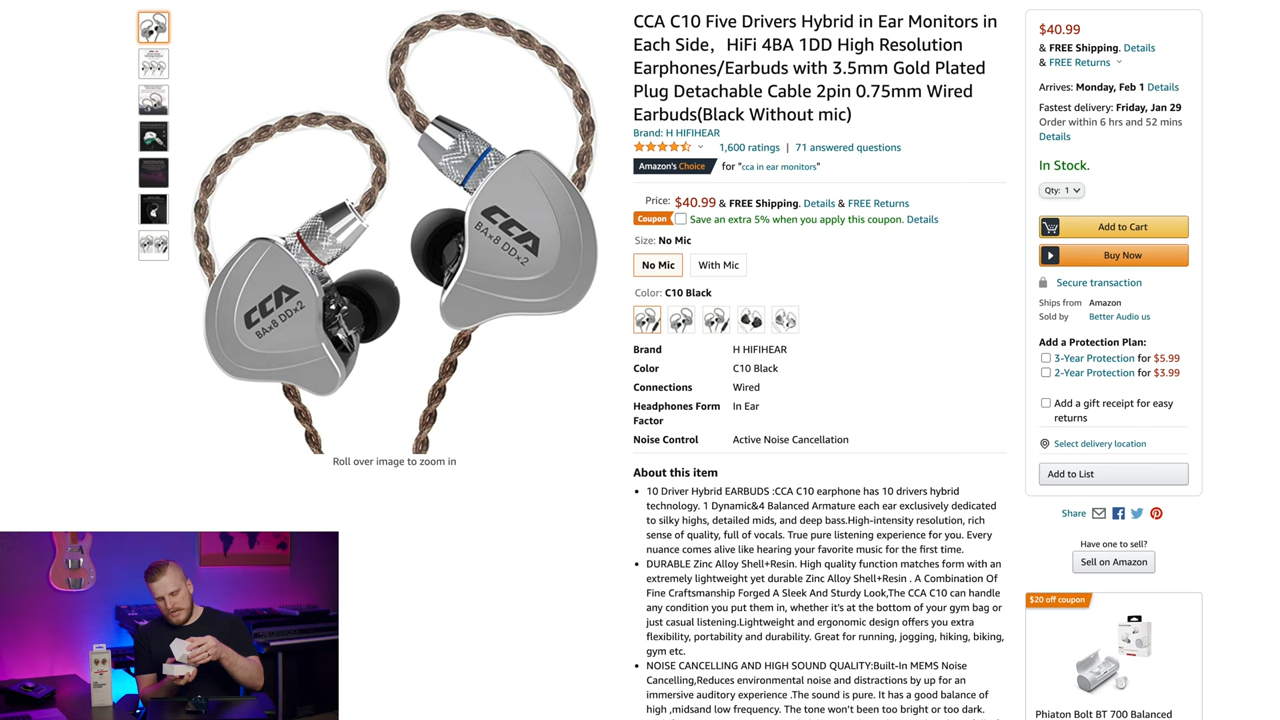 CCA
BA×8 DD×2
CCA
BA×8 DD×2
Roll over image to zoom in
CCA C10 Five Drivers Hybrid in Ear Monitors in
Each Side，HiFi 4BA 1DD High Resolution
Earphones/Earbuds with 3.5mm Gold Plated
Plug Detachable Cable 2pin 0.75mm Wired
Earbuds(Black Without mic)
Brand: H HIFIHEAR
1,600 ratings | 71 answered questions
Amazon's Choice for "cca in ear monitors"
Price: $40.99 & FREE Shipping. Details & FREE Returns
Coupon Save an extra 5% when you apply this coupon. Details
Size: No Mic
No Mic With Mic
Color: C10 Black
Brand H HIFIHEAR
Color C10 Black
Connections Wired
Headphones Form In Ear
Factor
Noise Control Active Noise Cancellation
About this item
• 10 Driver Hybrid EARBUDS :CCA C10 earphone has 10 drivers hybrid
technology. 1 Dynamic&4 Balanced Armature each ear exclusively dedicated
to silky highs, detailed mids, and deep bass.High-intensity resolution, rich
sense of quality, full of vocals. True pure listening experience for you. Every
nuance comes alive like hearing your favorite music for the first time.
• DURABLE Zinc Alloy Shell+Resin. High quality function matches form with an
extremely lightweight yet durable Zinc Alloy Shell+Resin . A Combination Of
Fine Craftsmanship Forged A Sleek And Sturdy Look,The CCA C10 can handle
any condition you put them in, whether it's at the bottom of your gym bag or
just casual listening.Lightweight and ergonomic design offers you extra
flexibility, portability and durability. Great for running, jogging, hiking, biking,
gym etc.
• NOISE CANCELLING AND HIGH SOUND QUALITY:Built-In MEMS Noise
Cancelling,Reduces environmental noise and distractions by up for an
immersive auditory experience .The sound is pure. It has a good balance of
high ,midsand low frequency. The tone won't been too bright or too dark.
$40.99
& FREE Shipping. Details
& FREE Returns
Arrives: Monday, Feb 1 Details
Fastest delivery: Friday, Jan 29
Order within 6 hrs and 52 mins
Details
In Stock.
Qty: 1
Add to Cart
Buy Now
Secure transaction
Ships from Amazon
Sold by Better Audio us
Add a Protection Plan:
3-Year Protection for $5.99
2-Year Protection for $3.99
Add a gift receipt for easy
returns
Select delivery location
Add to List
Share
Have one to sell?
Sell on Amazon
$20 off coupon
Phiaton Bolt BT 700 Balanced